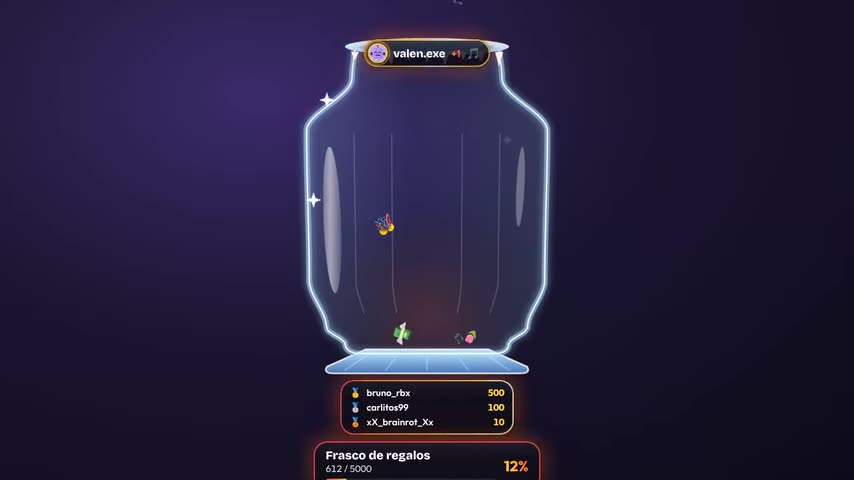 valen.exe +1
bruno_rbx 500
carlitos99 100
xX_brainrot_Xx 10
Frasco de regalos
612 / 5000
12%